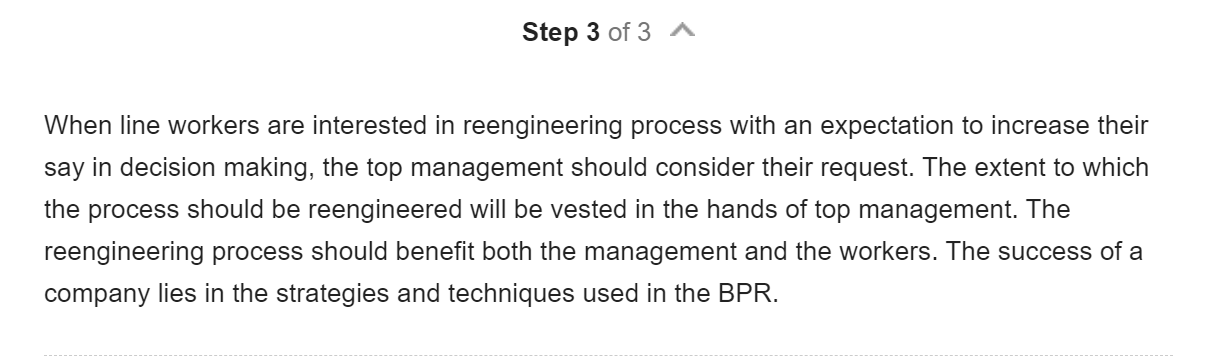 Step 3 of 3
When line workers are interested in reengineering process with an expectation to increase their
say in decision making, the top management should consider their request. The extent to which
the process should be reengineered will be vested in the hands of top management. The
reengineering process should benefit both the management and the workers. The success of a
company lies in the strategies and techniques used in the BPR.